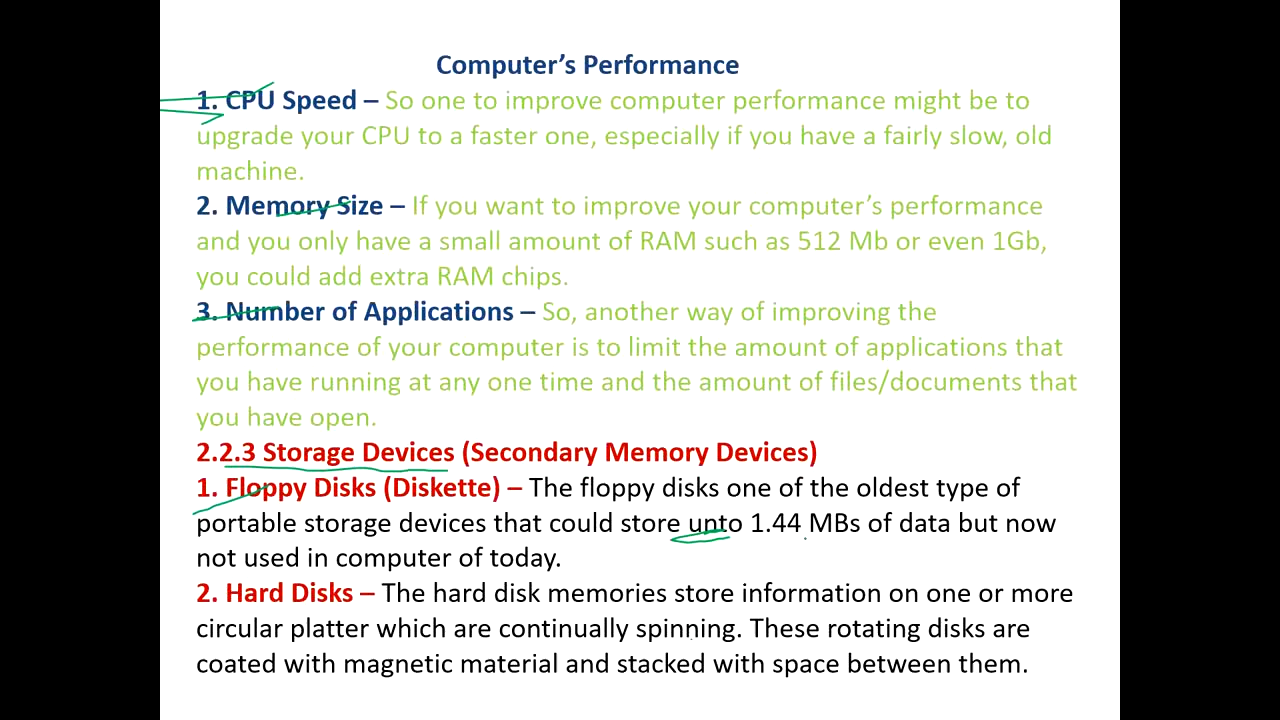 Computer’s Performance
1. CPU Speed – So one to improve computer performance might be to
upgrade your CPU to a faster one, especially if you have a fairly slow, old
machine.
2. Memory Size – If you want to improve your computer’s performance
and you only have a small amount of RAM such as 512 Mb or even 1Gb,
you could add extra RAM chips.
3. Number of Applications – So, another way of improving the
performance of your computer is to limit the amount of applications that
you have running at any one time and the amount of files/documents that
you have open.
2.2.3 Storage Devices (Secondary Memory Devices)
1. Floppy Disks (Diskette) – The floppy disks one of the oldest type of
portable storage devices that could store unto 1.44 MBs of data but now
not used in computer of today.
2. Hard Disks – The hard disk memories store information on one or more
circular platter which are continually spinning. These rotating disks are
coated with magnetic material and stacked with space between them.